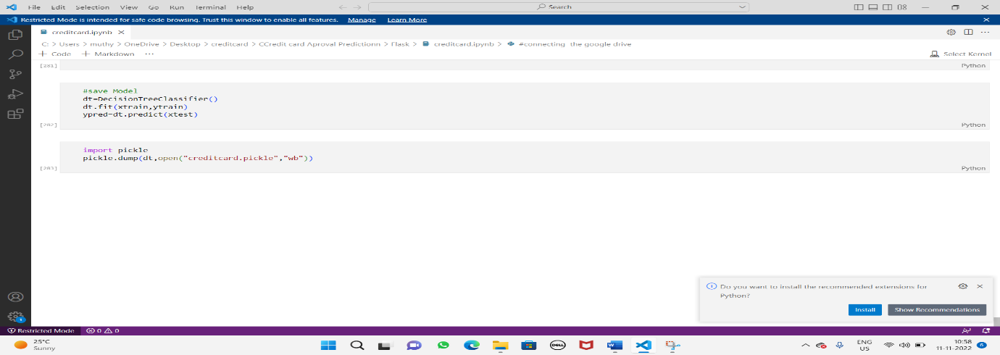 File Edit Selection View Go Run Terminal Help
Search
Restricted Mode is intended for safe code browsing. Trust this window to enable all features. Manage Learn More
creditcard.ipynb
C: > Users > muthy > OneDrive > Desktop > creditcard > CCredit card Aproval Predictionn > Flask > creditcard.ipynb > #connecting the google drive
+ Code + Markdown ...
Select Kernel
[281]
Python
#save Model
dt=DecisionTreeClassifier()
dt.fit(xtrain,ytrain)
ypred=dt.predict(xtest)
[282]
Python
import pickle
pickle.dump(dt,open("creditcard.pickle","wb"))
[283]
Python
Do you want to install the recommended extensions for
Python?
Install Show Recommendations
1
Restricted Mode 0 0
25°C
Sunny
DELL
W
ENG
US
10:58
11-11-2022
6